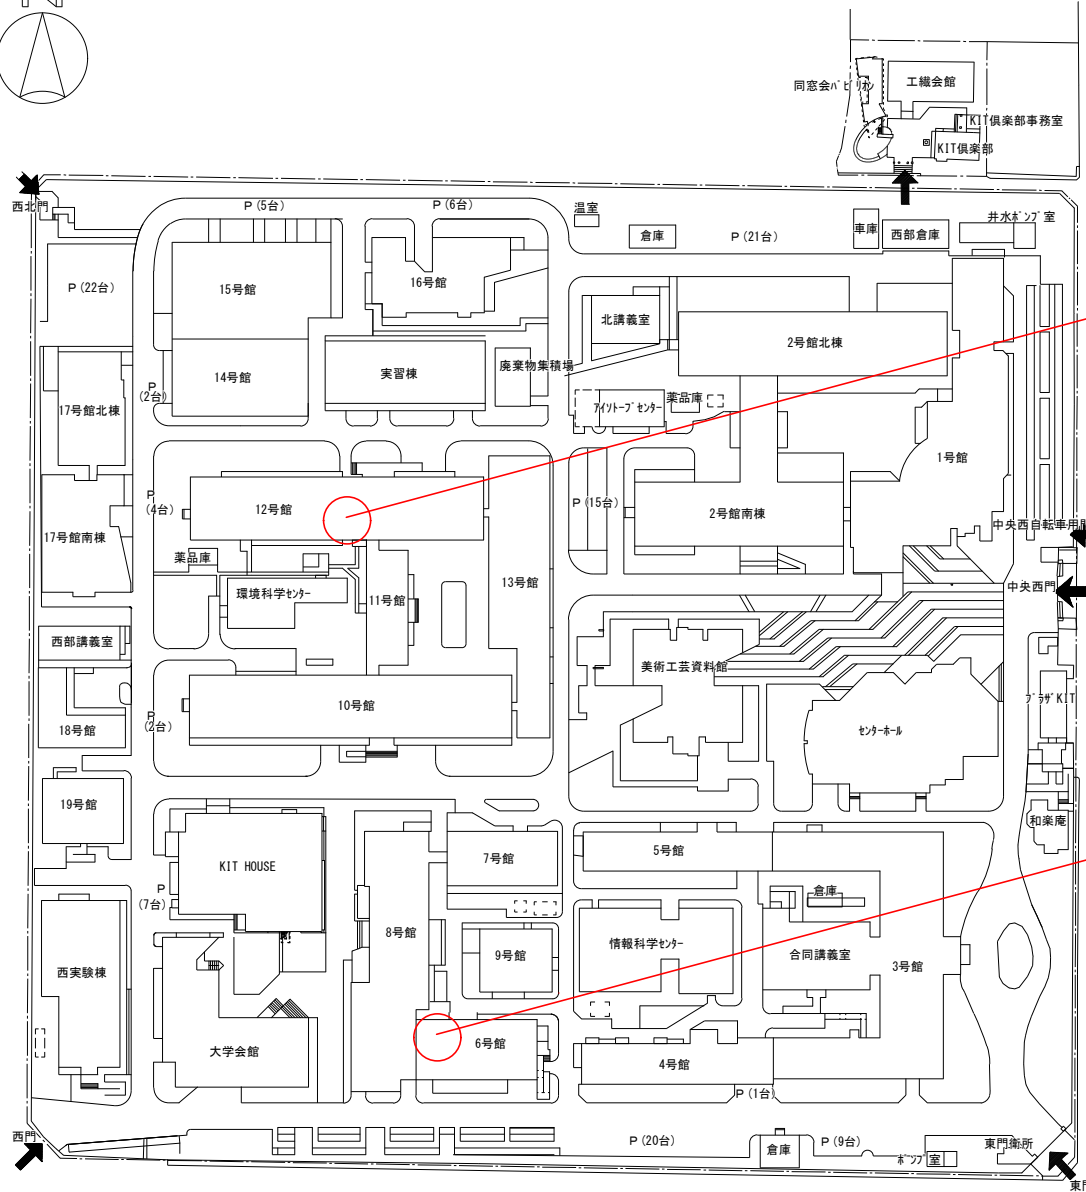 工繊会館
同窓会パビリオン
KIT倶楽部事務室
KIT倶楽部
西北門
P (5台)
P (6台)
温室
倉庫
P (21台)
車庫
西部倉庫
井水ポンプ室
P (22台)
15号館
16号館
北講義室
2号館北棟
14号館
実習棟
廃棄物集積場
P
(2台)
17号館北棟
アイソトープセンター
薬品庫
1号館
P
(4台)
12号館
P (15台)
2号館南棟
中央西自転車用門
17号館南棟
薬品庫
13号館
環境科学センター
11号館
中央西門
西部講義室
美術工芸資料館
10号館
P
(2台)
18号館
センターホール
プラザKIT
19号館
和楽庵
KIT HOUSE
7号館
5号館
P
(7台)
倉庫
8号館
9号館
情報科学センター
合同講義室
3号館
西実験棟
大学会館
6号館
4号館
P (1台)
西門
P (20台)
倉庫
P (9台)
ポンプ室
東門衛所